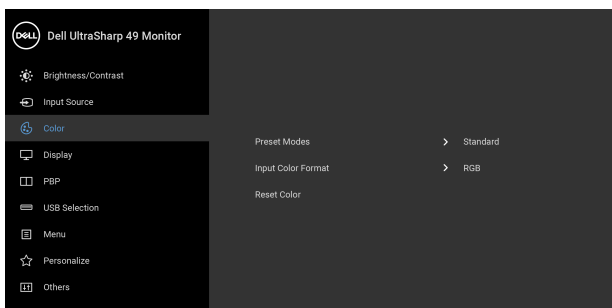 DELL Dell UltraSharp 49 Monitor
Brightness/Contrast
Input Source
Color
Display
PBP
USB Selection
Menu
Personalize
Others
Preset Modes > Standard
Input Color Format > RGB
Reset Color